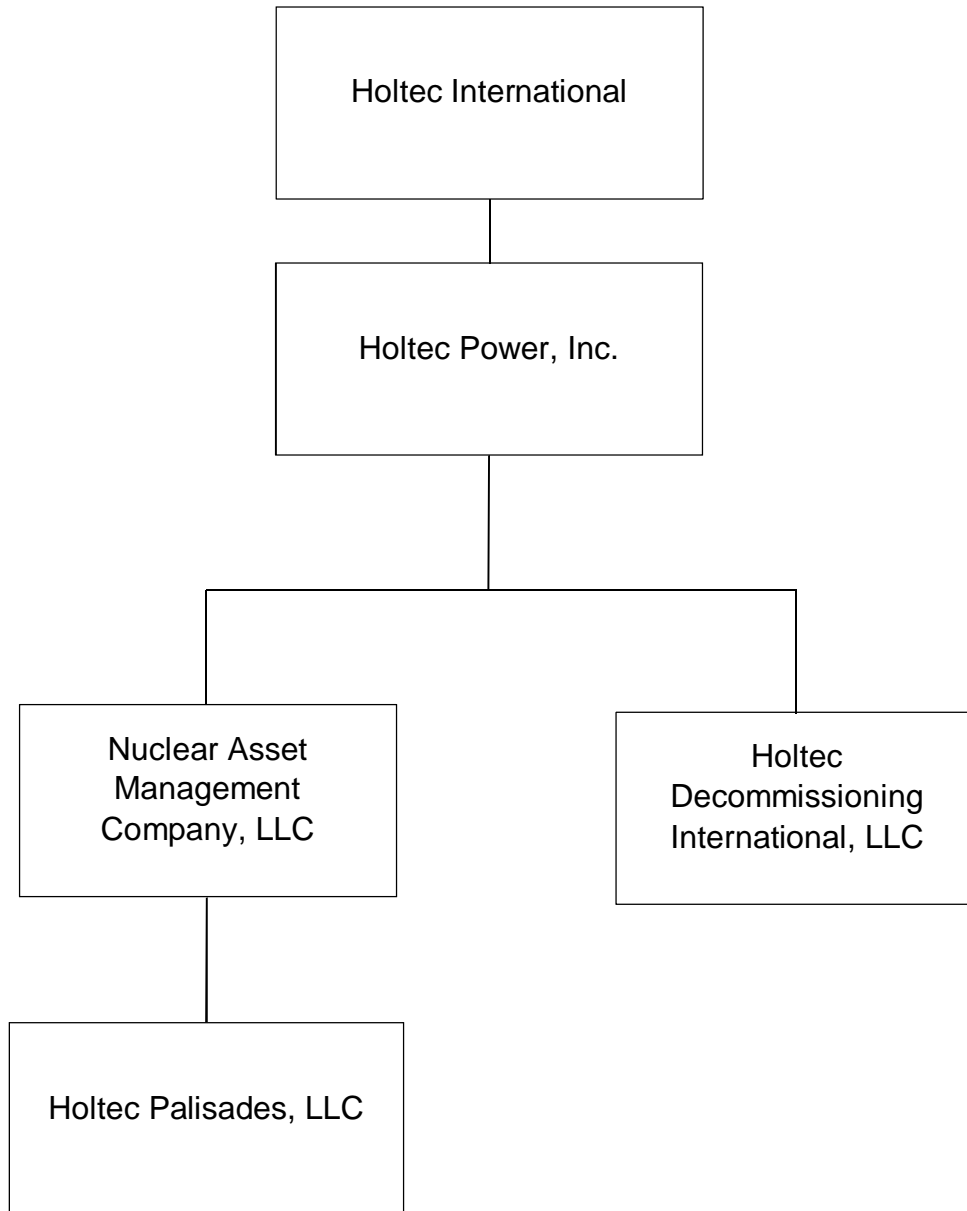 Holtec International
Holtec Power, Inc.
Nuclear Asset
Management
Company, LLC
Holtec
Decommissioning
International, LLC
Holtec Palisades, LLC